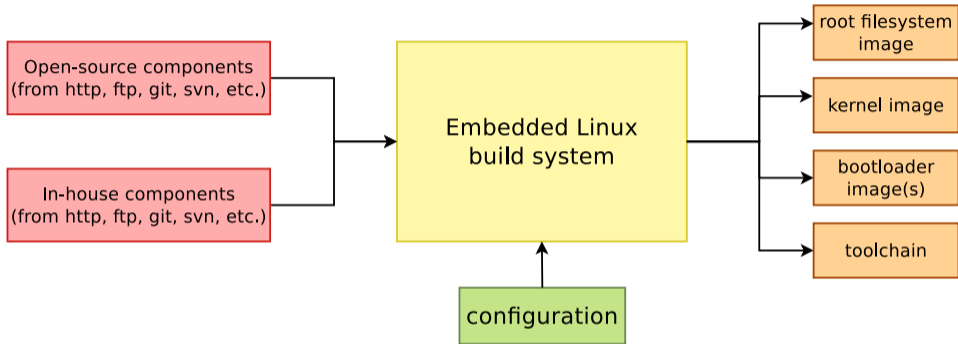 Open-source components
(from http, ftp, git, svn, etc.)
In-house components
(from http, ftp, git, svn, etc.)
Embedded Linux
build system
configuration
root filesystem
image
kernel image
bootloader
image(s)
toolchain